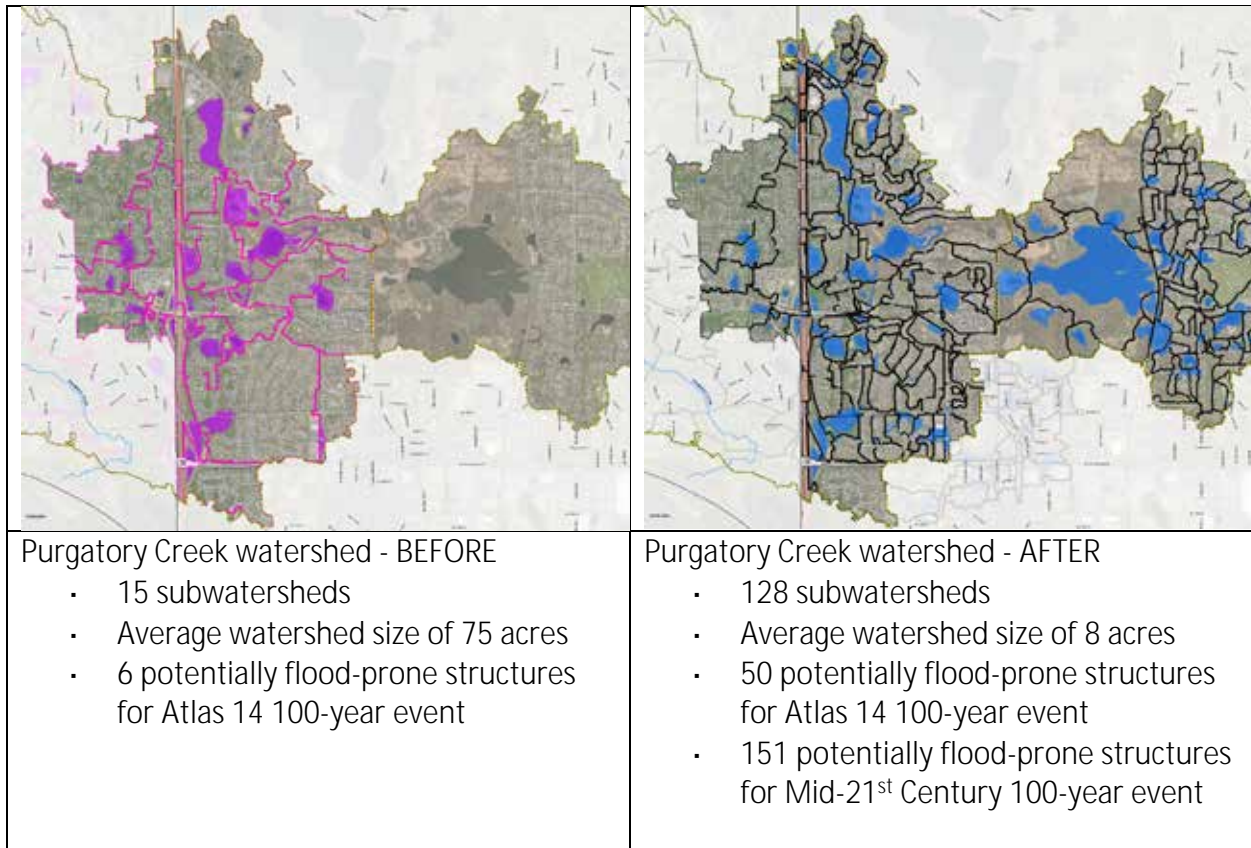 Purgatory Creek watershed - BEFORE
· 15 subwatersheds
· Average watershed size of 75 acres
· 6 potentially flood-prone structures
for Atlas 14 100-year event
Purgatory Creek watershed - AFTER
· 128 subwatersheds
· Average watershed size of 8 acres
· 50 potentially flood-prone structures
for Atlas 14 100-year event
· 151 potentially flood-prone structures
for Mid-21st Century 100-year event